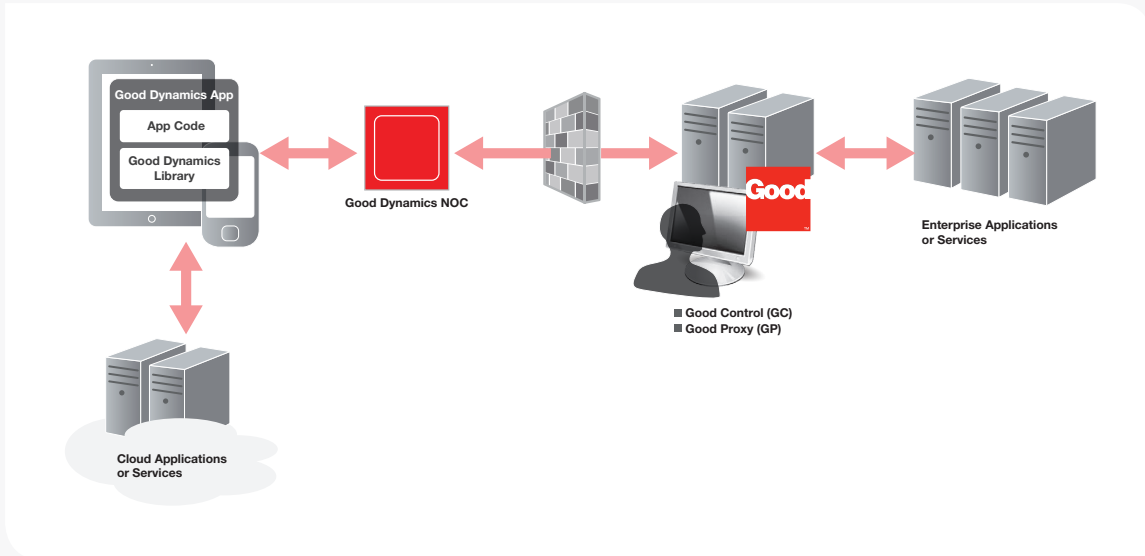 Good Dynamics App
App Code
Good Dynamics
Library
Good Dynamics NOC
Good
™
Good Control (GC)
Good Proxy (GP)
Enterprise Applications
or Services
Cloud Applications
or Services